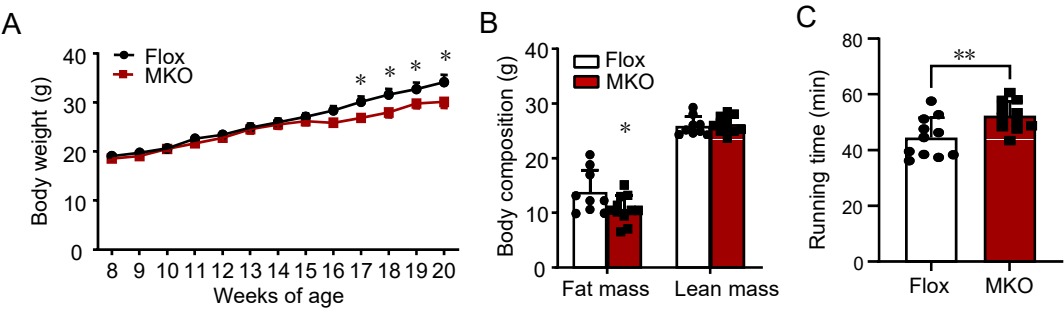 A
Body weight (g)
40
30
20
10
0
Flox
MKO
* * * *
8 9 10 11 12 13 14 15 16 17 18 19 20
Weeks of age
B
Body composition (g)
40
30
20
10
0
Flox
MKO
*
Fat mass Lean mass
C
Running time (min)
80
60
40
20
0
**
Flox MKO